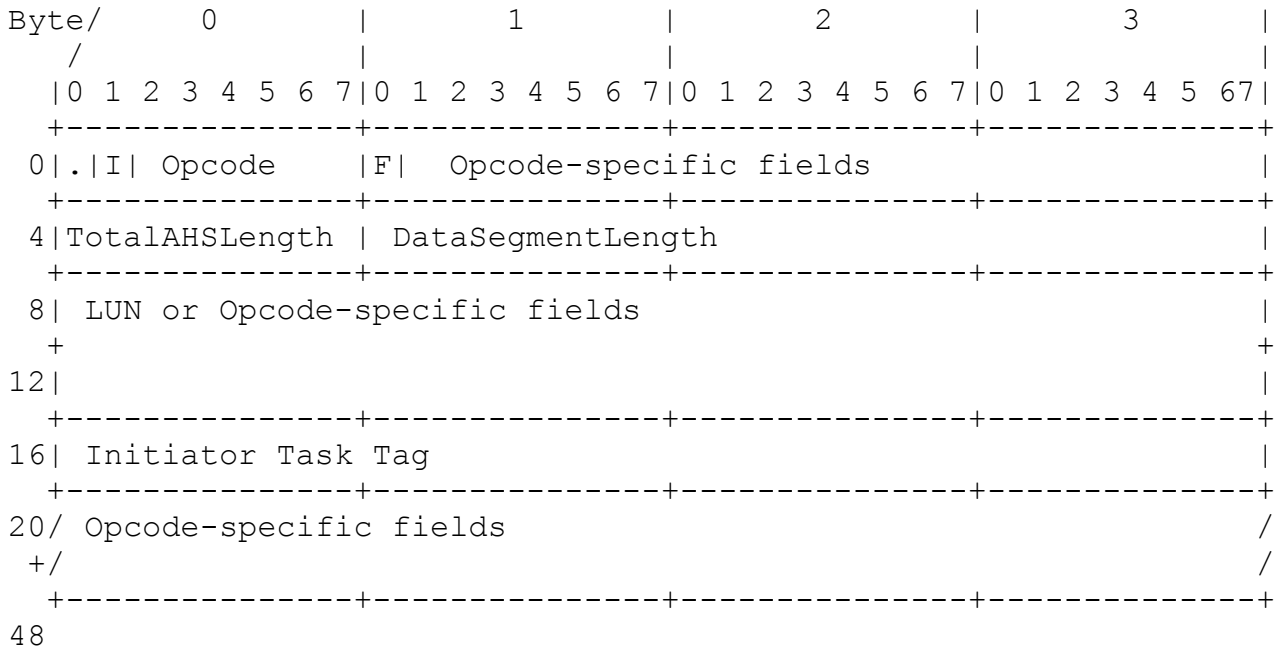 Byte/     0       |       1       |       2       |       3       |
   /              |               |               |               |
  |0 1 2 3 4 5 6 7|0 1 2 3 4 5 6 7|0 1 2 3 4 5 6 7|0 1 2 3 4 5 67|
  +---------------+---------------+---------------+--------------+
 0|.|I| Opcode    |F|  Opcode-specific fields                    |
  +---------------+---------------+---------------+--------------+
 4|TotalAHSLength | DataSegmentLength                            |
  +---------------+---------------+---------------+--------------+
 8| LUN or Opcode-specific fields                                |
  +                                                              +
12|                                                              |
  +---------------+---------------+---------------+--------------+
16| Initiator Task Tag                                           |
  +---------------+---------------+---------------+--------------+
20/ Opcode-specific fields                                       /
 +/                                                              /
  +---------------+---------------+---------------+--------------+
48